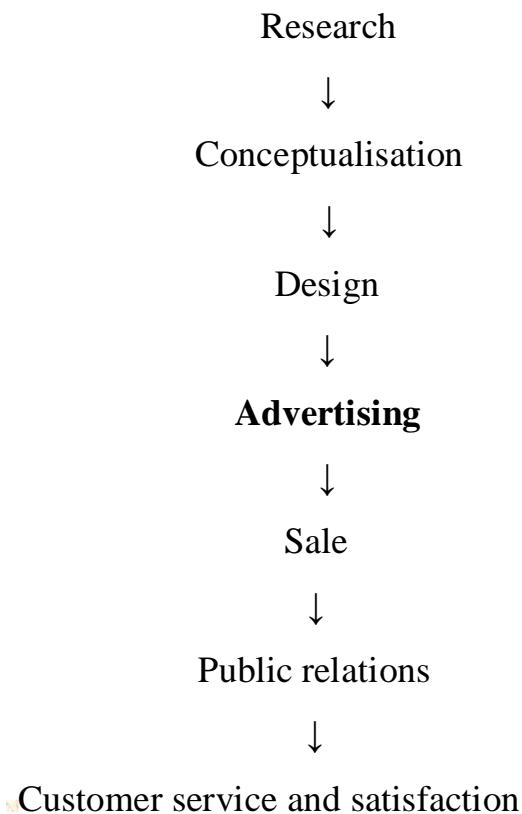 Research
↓
Conceptualisation
↓
Design
↓
Advertising
↓
Sale
↓
Public relations
↓
Customer service and satisfaction